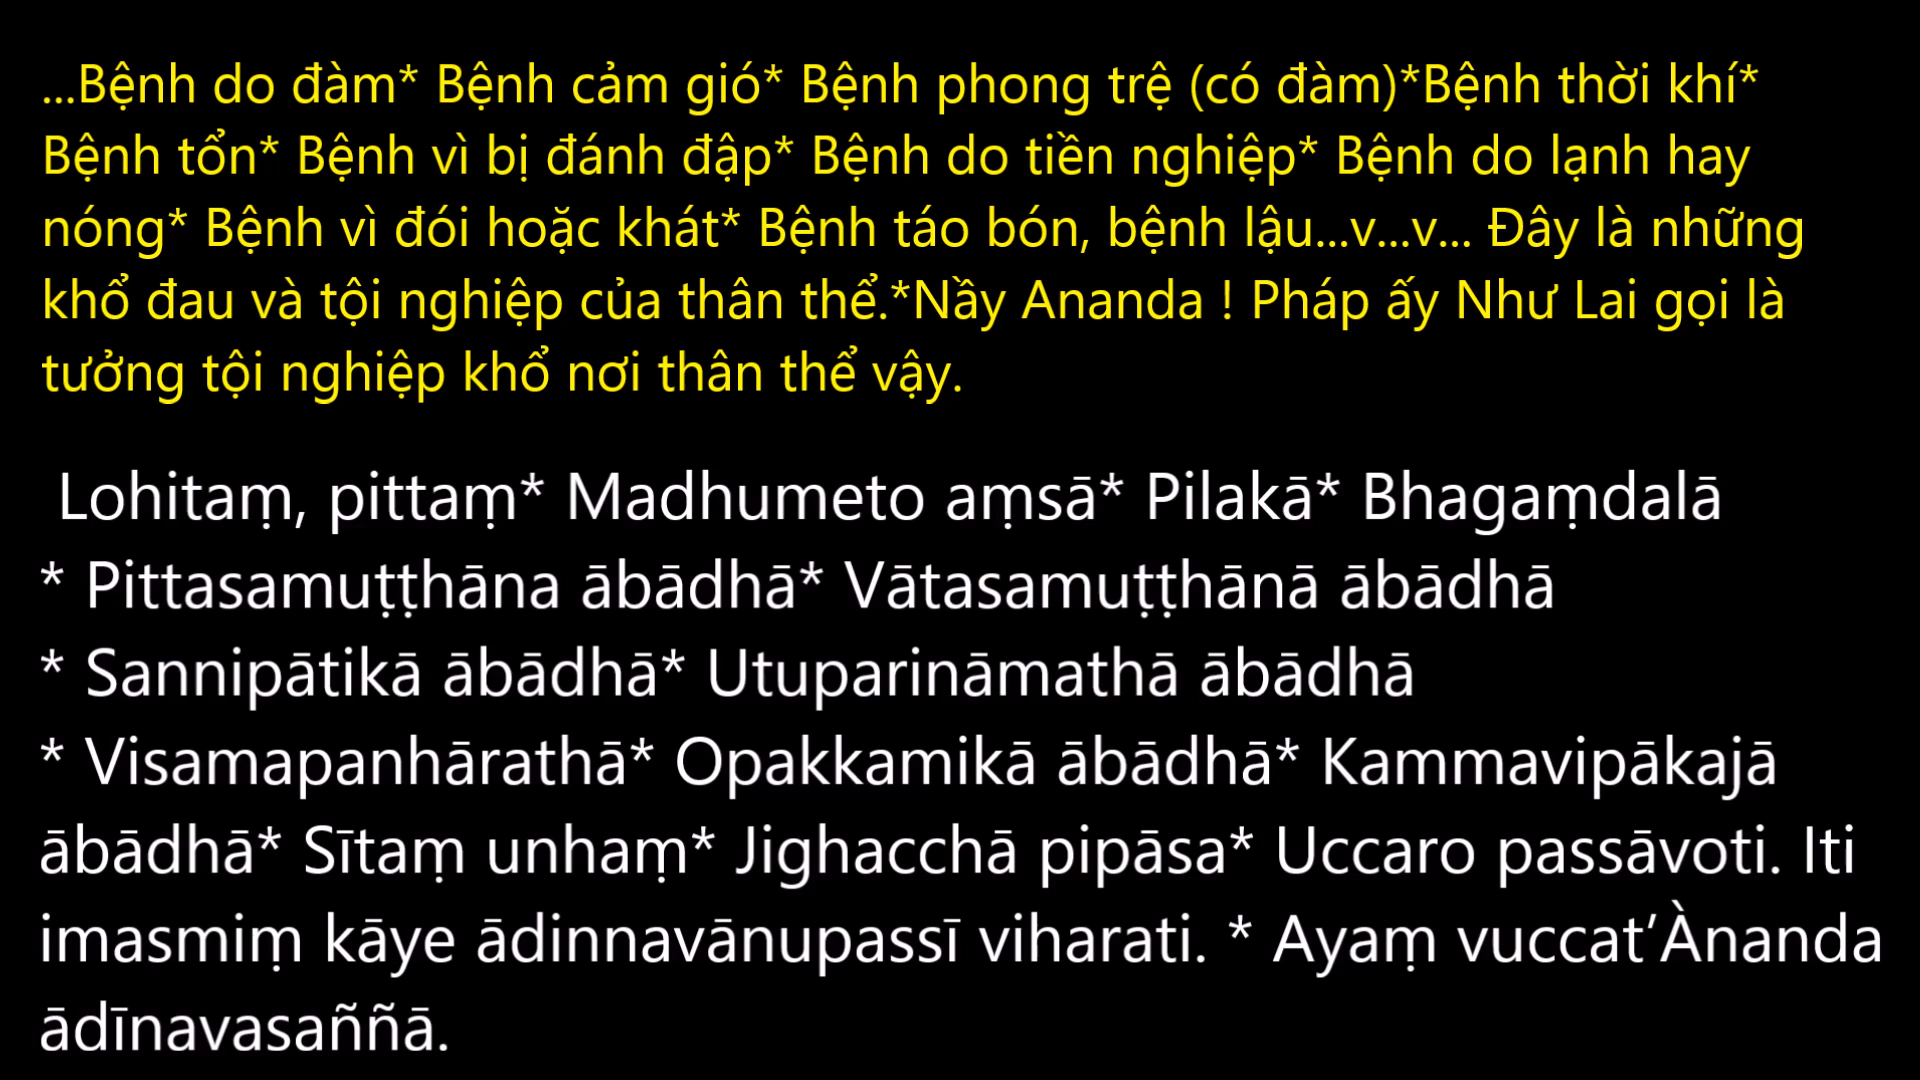 ...Bệnh do đàm* Bệnh cảm gió* Bệnh phong trệ (có đàm)*Bệnh thời khí*
Bệnh tổn* Bệnh vì bị đánh đập* Bệnh do tiền nghiệp* Bệnh do lạnh hay
nóng* Bệnh vì đói hoặc khát* Bệnh táo bón, bệnh lậu...v...v... Đây là những
khổ đau và tội nghiệp của thân thể.*Nầy Ananda ! Pháp ấy Như Lai gọi là
tưởng tội nghiệp khổ nơi thân thể vậy.
Lohitaṃ, pittaṃ* Madhumeto aṃsā* Pilakā* Bhagaṃdalā
* Pittasamuṭṭhāna ābādhā* Vātasamuṭṭhānā ābādhā
* Sannipātikā ābādhā* Utuparināmathā ābādhā
* Visamapanhārathā* Opakkamikā ābādhā* Kammavipākajā
ābādhā* Sītaṃ unhaṃ* Jighacchā pipāsa* Uccaro passāvoti. Iti
imasmiṃ kāye ādinnavānupassī viharati. * Ayaṃ vuccat’Ànanda
ādīnavasaññā.